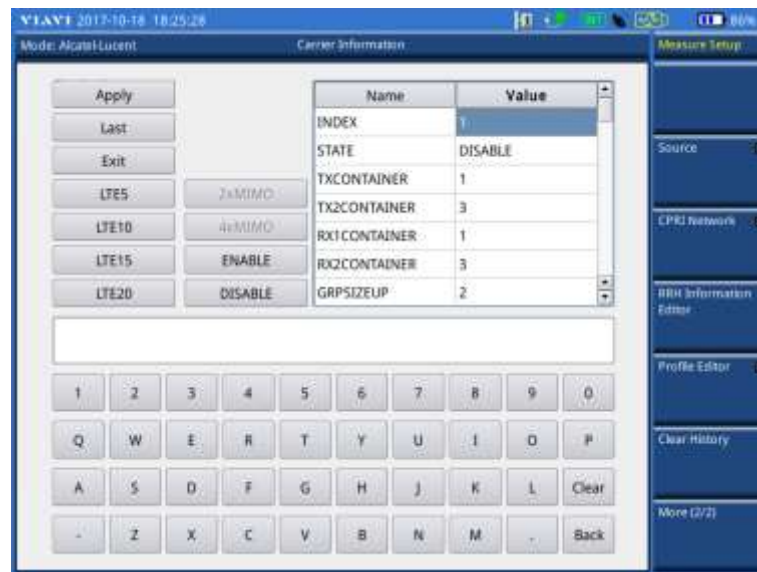 VIAVI 2017-10-18 18:25:28
86%
Mode: Alcatel-Lucent
Carrier Information
Measure Setup
Apply
Last
Exit
LTE5
2xMIMO
LTE10
4xMIMO
LTE15
ENABLE
LTE20
DISABLE
Name Value
INDEX 1
STATE DISABLE
TXCONTAINER 1
TX2CONTAINER 3
RX1CONTAINER 1
RX2CONTAINER 3
GRPSIZEUP 2
1 2 3 4 5 6 7 8 9 0
Q W E R T Y U I O P
A S D F G H J K L Clear
- Z X C V B N M . Back
Source
CPRI Network
RRH Information
Editor
Profile Editor
Clear History
More (2/2)